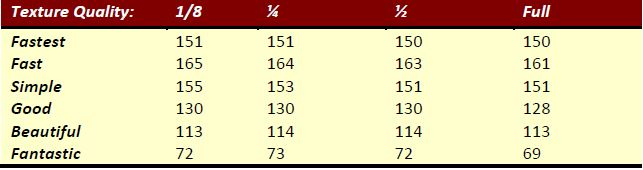 Texture Quality: 1/8 ¼ ½ Full
Fastest 151 151 150 150
Fast 165 164 163 161
Simple 155 153 151 151
Good 130 130 130 128
Beautiful 113 114 114 113
Fantastic 72 73 72 69